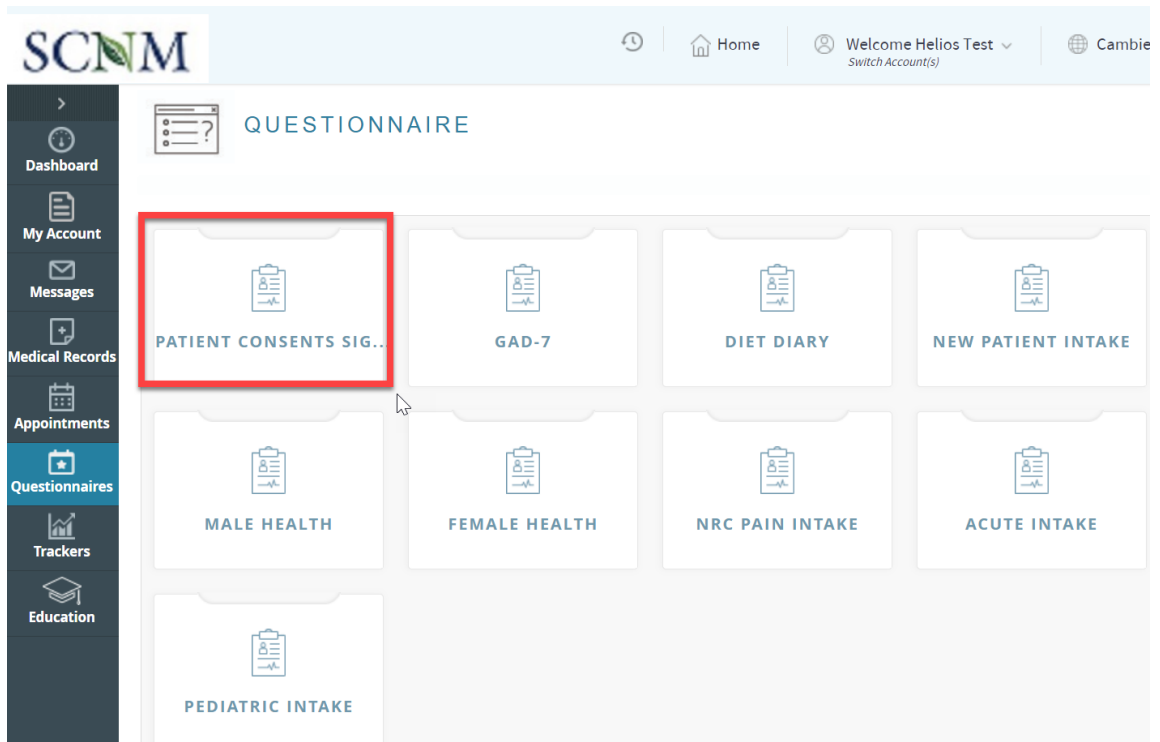 SCNM
Home
Welcome Helios Test
Switch Account(s)
Cambie
QUESTIONNAIRE
Dashboard
My Account
Messages
Medical Records
Appointments
Questionnaires
Trackers
Education
PATIENT CONSENTS SIG...
GAD-7
DIET DIARY
NEW PATIENT INTAKE
MALE HEALTH
FEMALE HEALTH
NRC PAIN INTAKE
ACUTE INTAKE
PEDIATRIC INTAKE